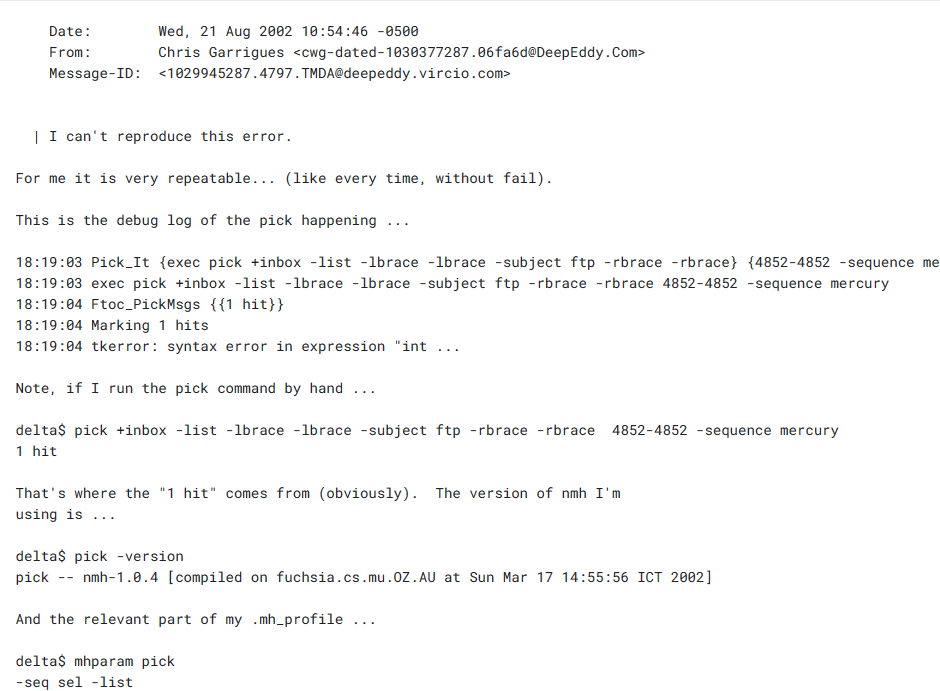 Date:        Wed, 21 Aug 2002 10:54:46 -0500
From:        Chris Garrigues <cwg-dated-1030377287.06fa6d@DeepEddy.Com>
Message-ID:  <1029945287.4797.TMDA@deepeddy.vircio.com>
| I can't reproduce this error.
For me it is very repeatable... (like every time, without fail).
This is the debug log of the pick happening ...
18:19:03 Pick_It {exec pick +inbox -list -lbrace -lbrace -subject ftp -rbrace -rbrace} {4852-4852 -sequence me
18:19:03 exec pick +inbox -list -lbrace -lbrace -subject ftp -rbrace -rbrace 4852-4852 -sequence mercury
18:19:04 Ftoc_PickMsgs {{1 hit}}
18:19:04 Marking 1 hits
18:19:04 tkerror: syntax error in expression "int ...
Note, if I run the pick command by hand ...
delta$ pick +inbox -list -lbrace -lbrace -subject ftp -rbrace -rbrace  4852-4852 -sequence mercury
1 hit
That's where the "1 hit" comes from (obviously).  The version of nmh I'm
using is ...
delta$ pick -version
pick -- nmh-1.0.4 [compiled on fuchsia.cs.mu.OZ.AU at Sun Mar 17 14:55:56 ICT 2002]
And the relevant part of my .mh_profile ...
delta$ mhparam pick
-seq sel -list